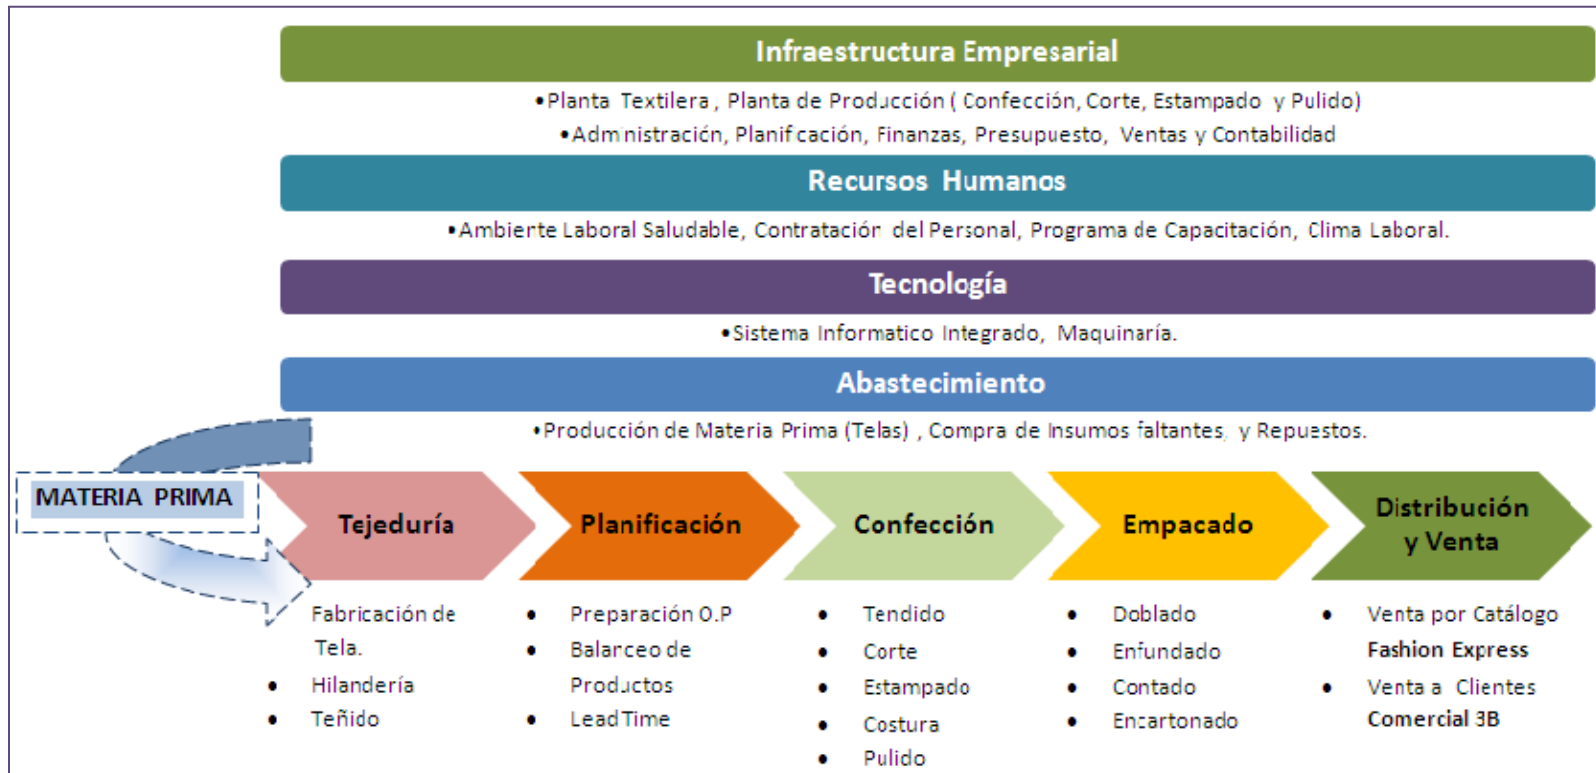 Infraestructura Empresarial
•Planta Textilera , Planta de Producción ( Confección, Corte, Estampado y Pulido)
•Administración, Planificación, Finanzas, Presupuesto, Ventas y Contabilidad
Recursos Humanos
•Ambiente Laboral Saludable, Contratación del Personal, Programa de Capacitación, Clima Laboral.
Tecnología
•Sistema Informatico Integrado, Maquinaría.
Abastecimiento
•Producción de Materia Prima (Telas) , Compra de Insumos faltantes, y Repuestos.
MATERIA PRIMA
Tejeduría
Planificación
Confección
Empacado
Distribución
y Venta
Fabricación de
Tela.
• Hilandería
• Teñido
• Preparación O.P
• Balanceo de
Productos
• Lead Time
• Tendido
• Corte
• Estampado
• Costura
• Pulido
• Doblado
• Enfundado
• Contado
• Encartonado
• Venta por Catálogo
Fashion Express
• Venta a Clientes
Comercial 3B